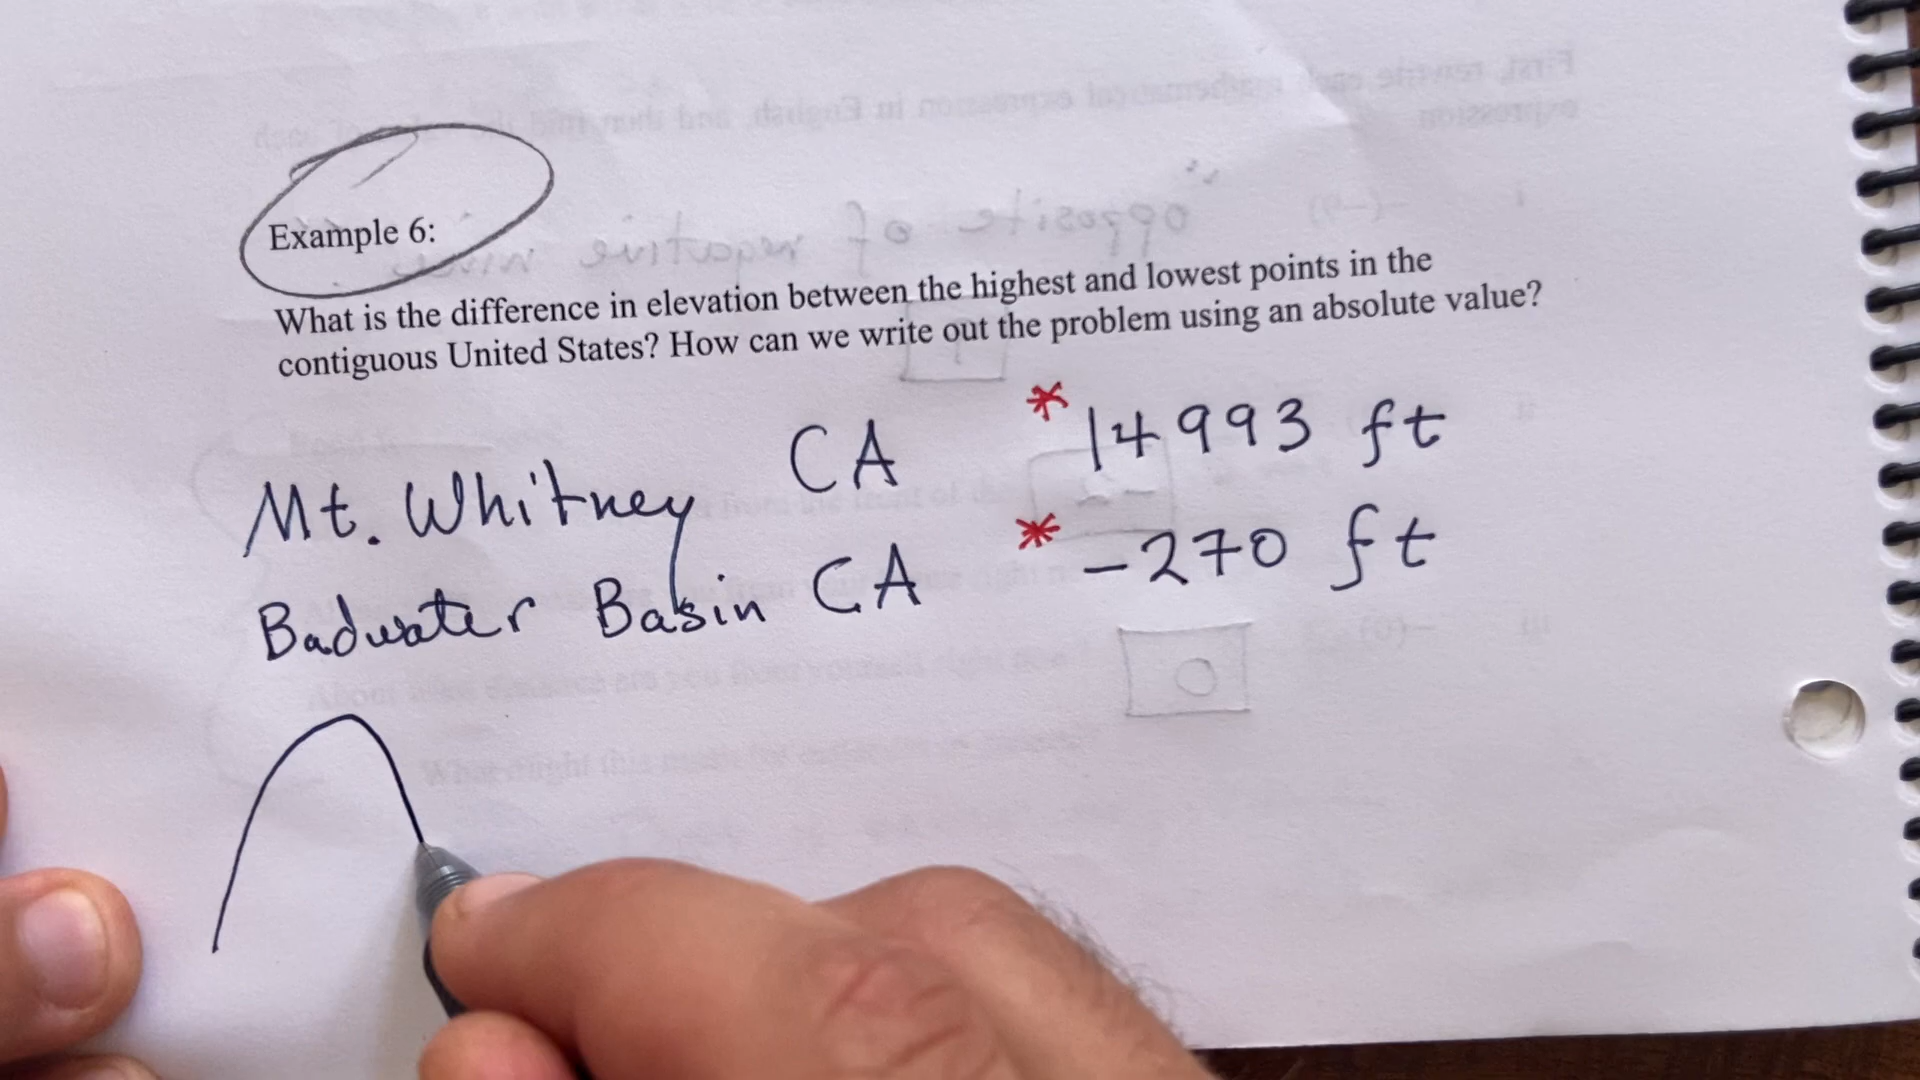 Example 6:
What is the difference in elevation between the highest and lowest points in the
contiguous United States? How can we write out the problem using an absolute value?
Mt. Whitney CA * 14993 ft
Badwater Basin CA * -270 ft